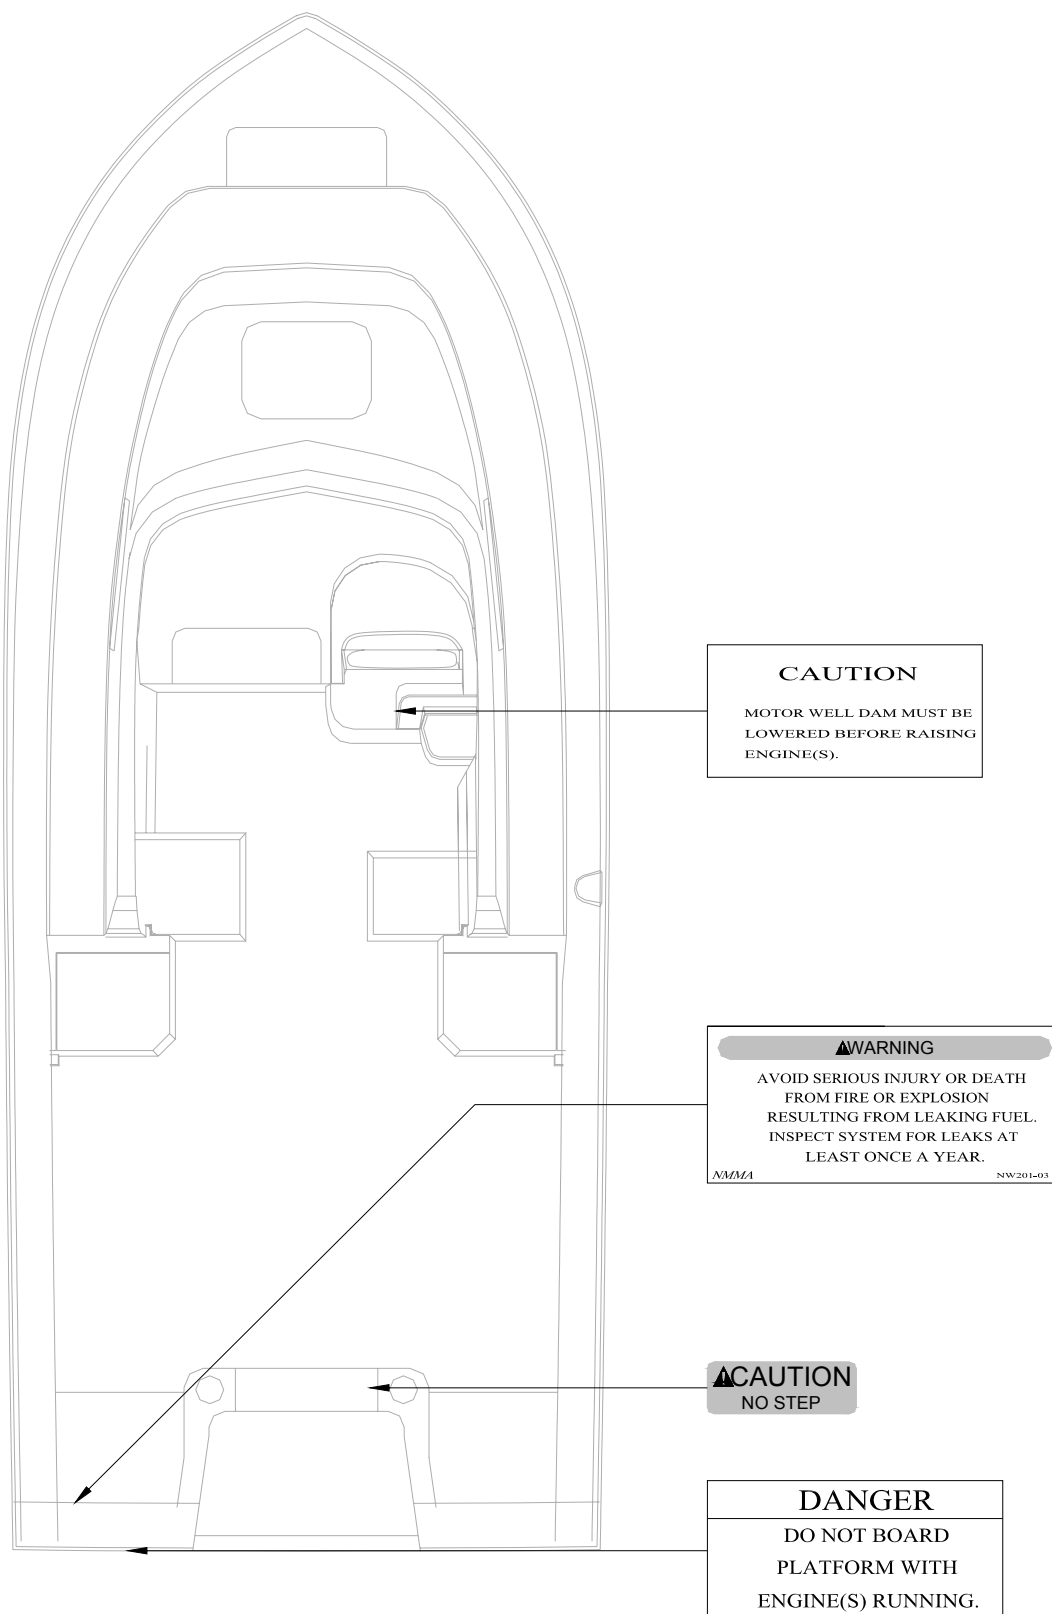 CAUTION
MOTOR WELL DAM MUST BE
LOWERED BEFORE RAISING
ENGINE(S).
WARNING
AVOID SERIOUS INJURY OR DEATH
FROM FIRE OR EXPLOSION
RESULTING FROM LEAKING FUEL.
INSPECT SYSTEM FOR LEAKS AT
LEAST ONCE A YEAR.
NMMA NW201-03
CAUTION
NO STEP
DANGER
DO NOT BOARD
PLATFORM WITH
ENGINE(S) RUNNING.